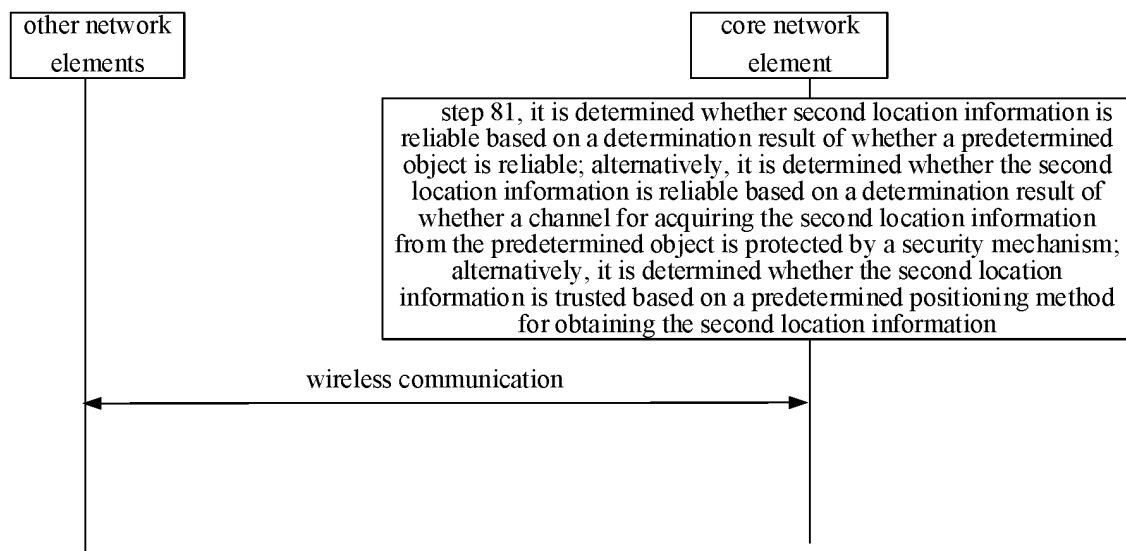 other network
elements
core network
element
step 81, it is determined whether second location information is
reliable based on a determination result of whether a predetermined
object is reliable; alternatively, it is determined whether the second
location information is reliable based on a determination result of
whether a channel for acquiring the second location information
from the predetermined object is protected by a security mechanism;
alternatively, it is determined whether the second location
information is trusted based on a predetermined positioning method
for obtaining the second location information
wireless communication